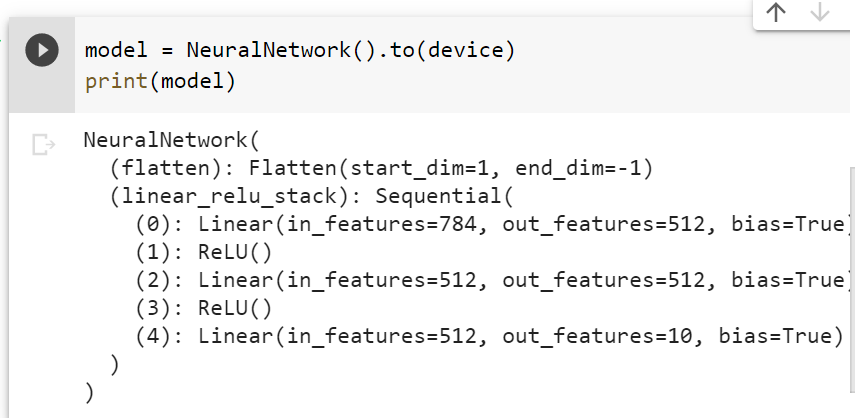 model = NeuralNetwork().to(device)
print(model)
NeuralNetwork(
  (flatten): Flatten(start_dim=1, end_dim=-1)
  (linear_relu_stack): Sequential(
    (0): Linear(in_features=784, out_features=512, bias=True)
    (1): ReLU()
    (2): Linear(in_features=512, out_features=512, bias=True)
    (3): ReLU()
    (4): Linear(in_features=512, out_features=10, bias=True)
  )
)